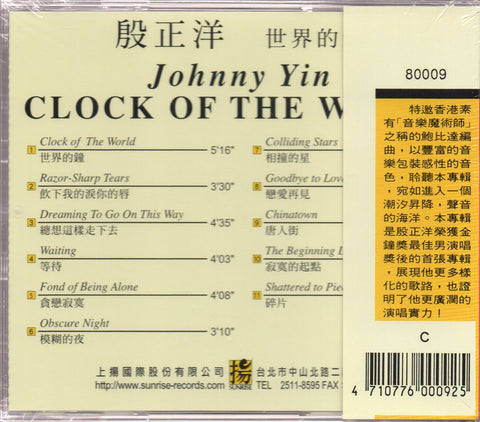 殷正洋 世界的
Johnny Yin
CLOCK OF THE W
1 Clock of The World 5'16"
世界的鐘
2 Razor-Sharp Tears 3'30"
飲下我的淚你的唇
3 Dreaming To Go On This Way 4'35"
總想這樣走下去
4 Waiting 4'03"
等待
5 Fond of Being Alone 4'08"
貪戀寂寞
6 Obscure Night 3'10"
模糊的夜
7 Colliding Stars
相撞的星
8 Goodbye to Love
戀愛再見
9 Chinatown
唐人街
10 The Beginning
寂寞的起點
11 Shattered to Pie
碎片
上揚國際股份有限公司 揚 台北市中山北路二
http://www.sunrise-records.com SUNRISE TEL 2511-8595 FAX
80009
特邀香港素
有「音樂魔術師」
之稱的鮑比達編
曲，以豐富的音
樂包裝感性的音
色，聆聽本專輯
，宛如進入一個
潮汐昇降，聲音
的海洋。本專輯
是殷正洋榮獲金
鐘獎最佳男演唱
獎後的首張專輯
，展現他更多樣
化的歌路，也證
明了他更廣濶的
演唱實力！
C
4 710776 000925